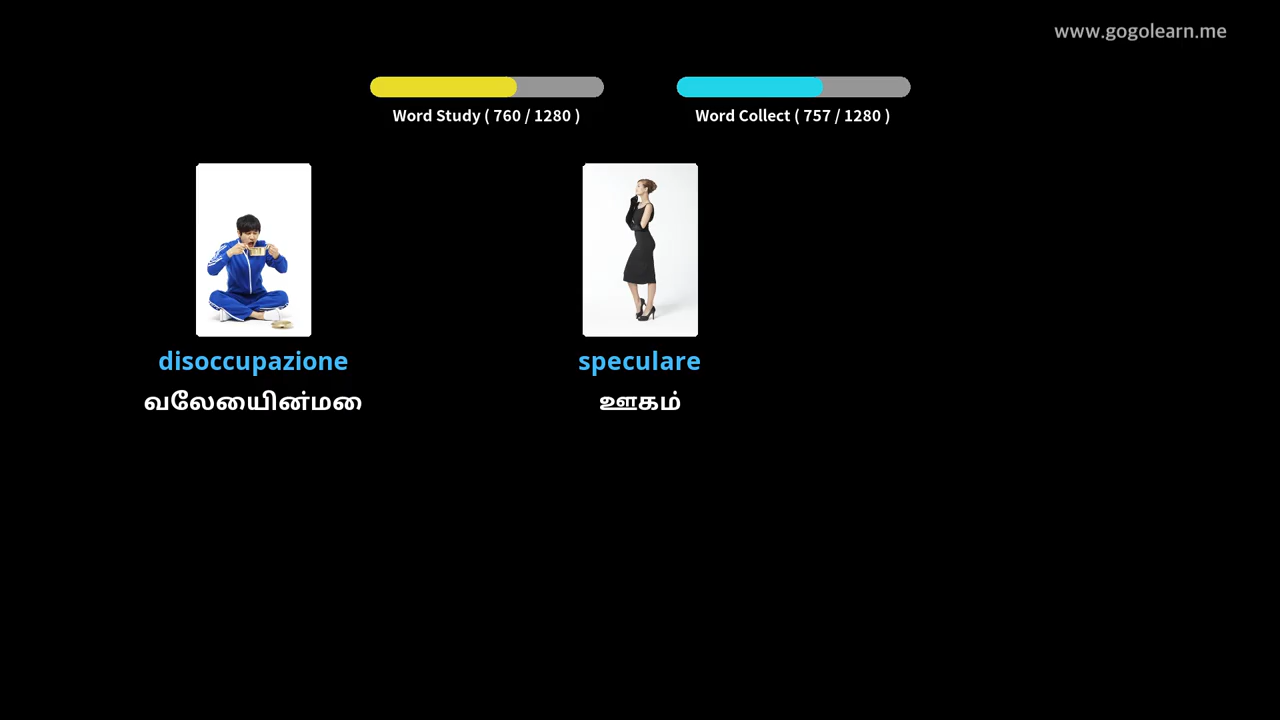 www.gogolearn.me
Word Study ( 760 / 1280 )
Word Collect ( 757 / 1280 )
disoccupazione
speculare
வேலையின்மை
ஊகம்